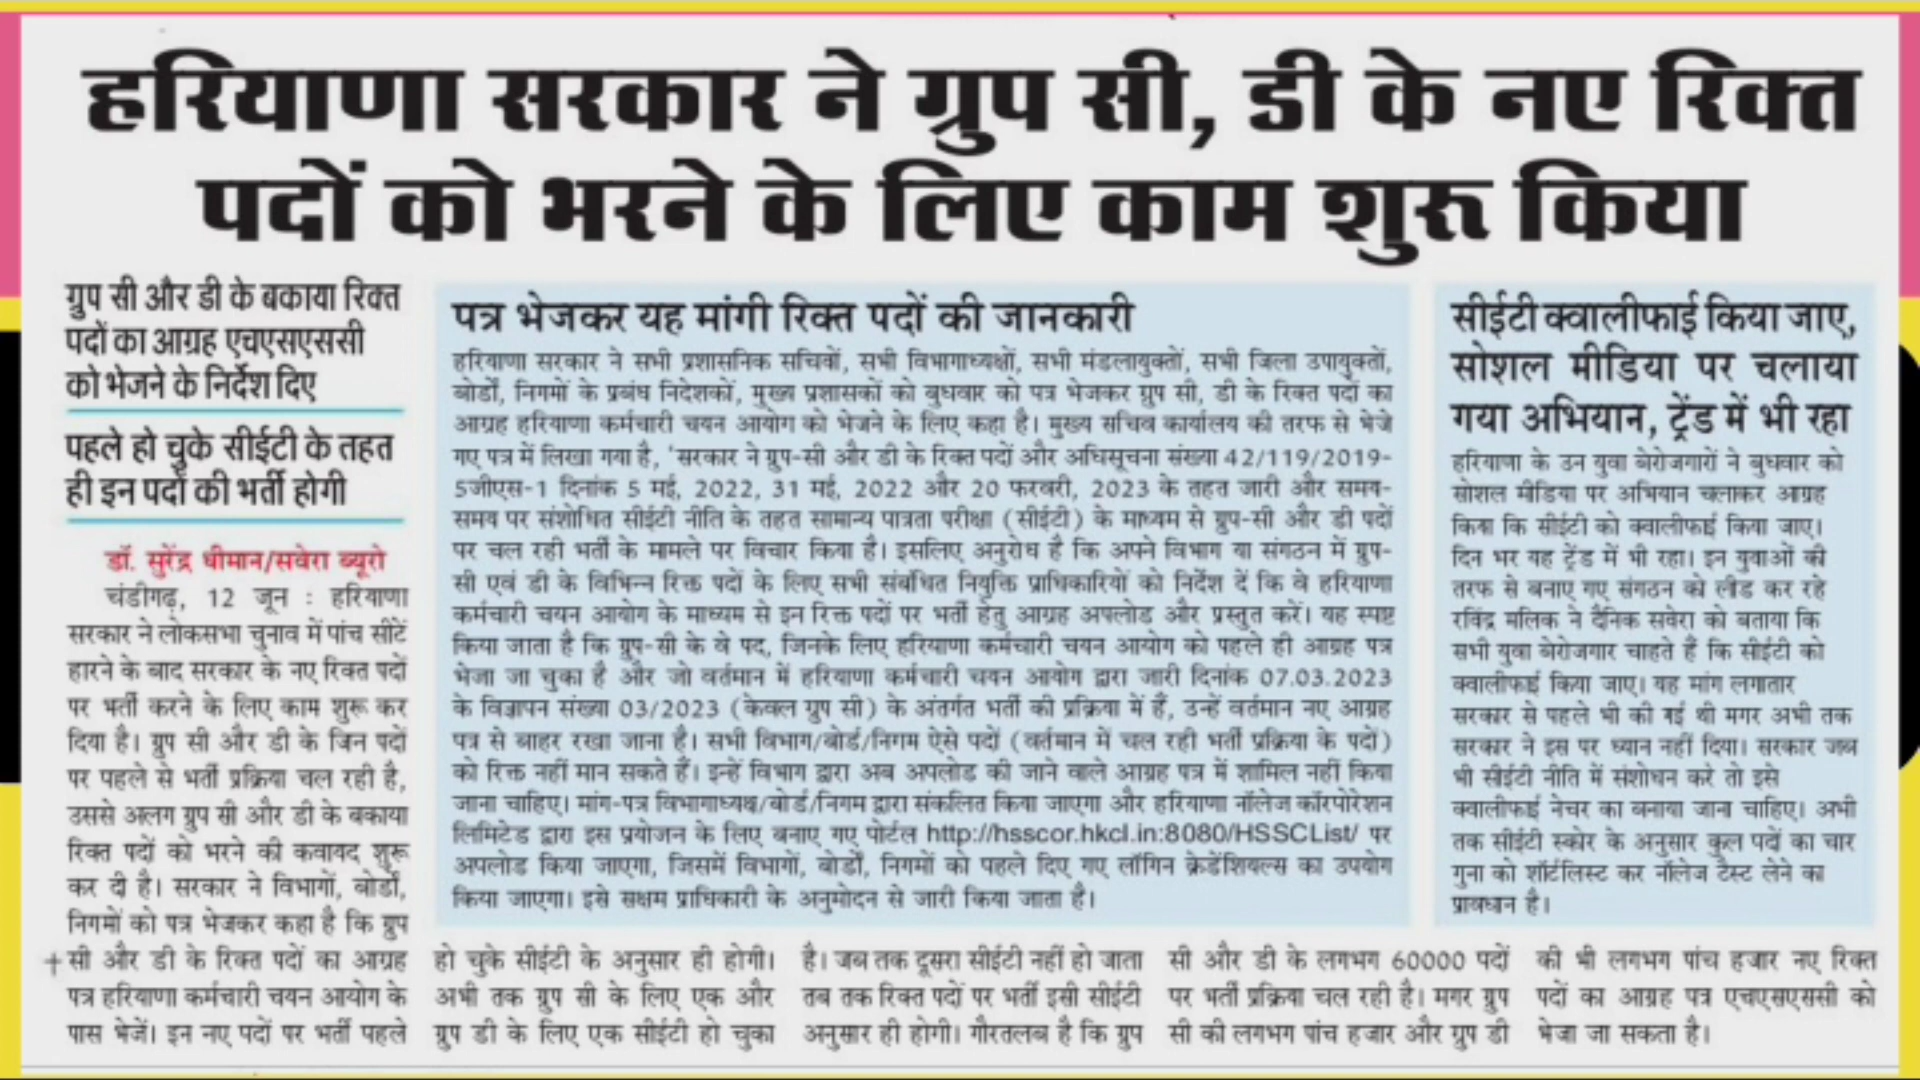 हरियाणा सरकार ने ग्रुप सी, डी के नए रिक्त
पदों को भरने के लिए काम शुरू किया
ग्रुप सी और डी के बकाया रिक्त
पदों का आग्रह एचएसएससी
को भेजने के निर्देश दिए
पहले हो चुके सीईटी के तहत
ही इन पदों की भर्ती होगी
डॉ. सुरेंद्र धीमान/सवेरा ब्यूरो
चंडीगढ़, 12 जून : हरियाणा
सरकार ने लोकसभा चुनाव में पांच सीटें
हारने के बाद सरकार के नए रिक्त पदों
पर भर्ती करने के लिए काम शुरू कर
दिया है। ग्रुप सी और डी के जिन पदों
पर पहले से भर्ती प्रक्रिया चल रही है,
उससे अलग ग्रुप सी और डी के बकाया
रिक्त पदों को भरने की कवायद शुरू
कर दी है। सरकार ने विभागों, बोर्डों,
निगमों को पत्र भेजकर कहा है कि ग्रुप
सी और डी के रिक्त पदों का आग्रह
पत्र हरियाणा कर्मचारी चयन आयोग के
पास भेजें। इन नए पदों पर भर्ती पहले
हो चुके सीईटी के अनुसार ही होगी।
अभी तक ग्रुप सी के लिए एक और
ग्रुप डी के लिए एक सीईटी हो चुका
है। जब तक दूसरा सीईटी नहीं हो जाता
तब तक रिक्त पदों पर भर्ती इसी सीईटी
अनुसार ही होगी। गौरतलब है कि ग्रुप
सी और डी के लगभग 60000 पदों
पर भर्ती प्रक्रिया चल रही है। मगर ग्रुप
सी की लगभग पांच हजार और ग्रुप डी
की भी लगभग पांच हजार नए रिक्त
पदों का आग्रह पत्र एचएसएससी को
भेजा जा सकता है।
पत्र भेजकर यह मांगी रिक्त पदों की जानकारी
हरियाणा सरकार ने सभी प्रशासनिक सचिवों, सभी विभागाध्यक्षों, सभी मंडलायुक्तों, सभी जिला उपायुक्तों,
बोर्डों, निगमों के प्रबंध निदेशकों, मुख्य प्रशासकों को बुधवार को पत्र भेजकर ग्रुप सी, डी के रिक्त पदों का
आग्रह हरियाणा कर्मचारी चयन आयोग को भेजने के लिए कहा है। मुख्य सचिव कार्यालय की तरफ से भेजे
गए पत्र में लिखा गया है, 'सरकार ने ग्रुप-सी और डी के रिक्त पदों और अधिसूचना संख्या 42/119/2019-
5जीएस-1 दिनांक 5 मई, 2022, 31 मई, 2022 और 20 फरवरी, 2023 के तहत जारी और समय-
समय पर संशोधित सीईटी नीति के तहत सामान्य पात्रता परीक्षा (सीईटी) के माध्यम से ग्रुप-सी और डी पदों
पर चल रही भर्ती के मामले पर विचार किया है। इसलिए अनुरोध है कि अपने विभाग या संगठन में ग्रुप-
सी एवं डी के विभिन्न रिक्त पदों के लिए सभी संबंधित नियुक्ति प्राधिकारियों को निर्देश दें कि वे हरियाणा
कर्मचारी चयन आयोग के माध्यम से इन रिक्त पदों पर भर्ती हेतु आग्रह अपलोड और प्रस्तुत करें। यह स्पष्ट
किया जाता है कि ग्रुप-सी के वे पद, जिनके लिए हरियाणा कर्मचारी चयन आयोग को पहले ही आग्रह पत्र
भेजा जा चुका है और जो वर्तमान में हरियाणा कर्मचारी चयन आयोग द्वारा जारी दिनांक 07.03.2023
के विज्ञापन संख्या 03/2023 (केवल ग्रुप सी) के अंतर्गत भर्ती की प्रक्रिया में हैं, उन्हें वर्तमान नए आग्रह
पत्र से बाहर रखा जाना है। सभी विभाग/बोर्ड/निगम ऐसे पदों (वर्तमान में चल रही भर्ती प्रक्रिया के पदों)
को रिक्त नहीं मान सकते हैं। इन्हें विभाग द्वारा अब अपलोड की जाने वाले आग्रह पत्र में शामिल नहीं किया
जाना चाहिए। मांग-पत्र विभागाध्यक्ष/बोर्ड/निगम द्वारा संकलित किया जाएगा और हरियाणा नॉलेज कॉरपोरेशन
लिमिटेड द्वारा इस प्रयोजन के लिए बनाए गए पोर्टल http://hsscor.hkcl.in:8080/HSSCList/ पर
अपलोड किया जाएगा, जिसमें विभागों, बोर्डों, निगमों को पहले दिए गए लॉगिन क्रेडेंशियल्स का उपयोग
किया जाएगा। इसे सक्षम प्राधिकारी के अनुमोदन से जारी किया जाता है।
सीईटी क्वालीफाई किया जाए,
सोशल मीडिया पर चलाया
गया अभियान, ट्रेंड में भी रहा
हरियाणा के उन युवा बेरोजगारों ने बुधवार को
सोशल मीडिया पर अभियान चलाकर आग्रह
किया कि सीईटी को क्वालीफाई किया जाए।
दिन भर यह ट्रेंड में भी रहा। इन युवाओं की
तरफ से बनाए गए संगठन को लीड कर रहे
रविंद्र मलिक ने दैनिक सवेरा को बताया कि
सभी युवा बेरोजगार चाहते हैं कि सीईटी को
क्वालीफाई किया जाए। यह मांग लगातार
सरकार से पहले भी की गई थी मगर अभी तक
सरकार ने इस पर ध्यान नहीं दिया। सरकार जब
भी सीईटी नीति में संशोधन करे तो इसे
क्वालीफाई नेचर का बनाया जाना चाहिए। अभी
तक सीईटी स्कोर के अनुसार कुल पदों का चार
गुना को शॉर्टलिस्ट कर नॉलेज टैस्ट लेने का
प्रावधान है।